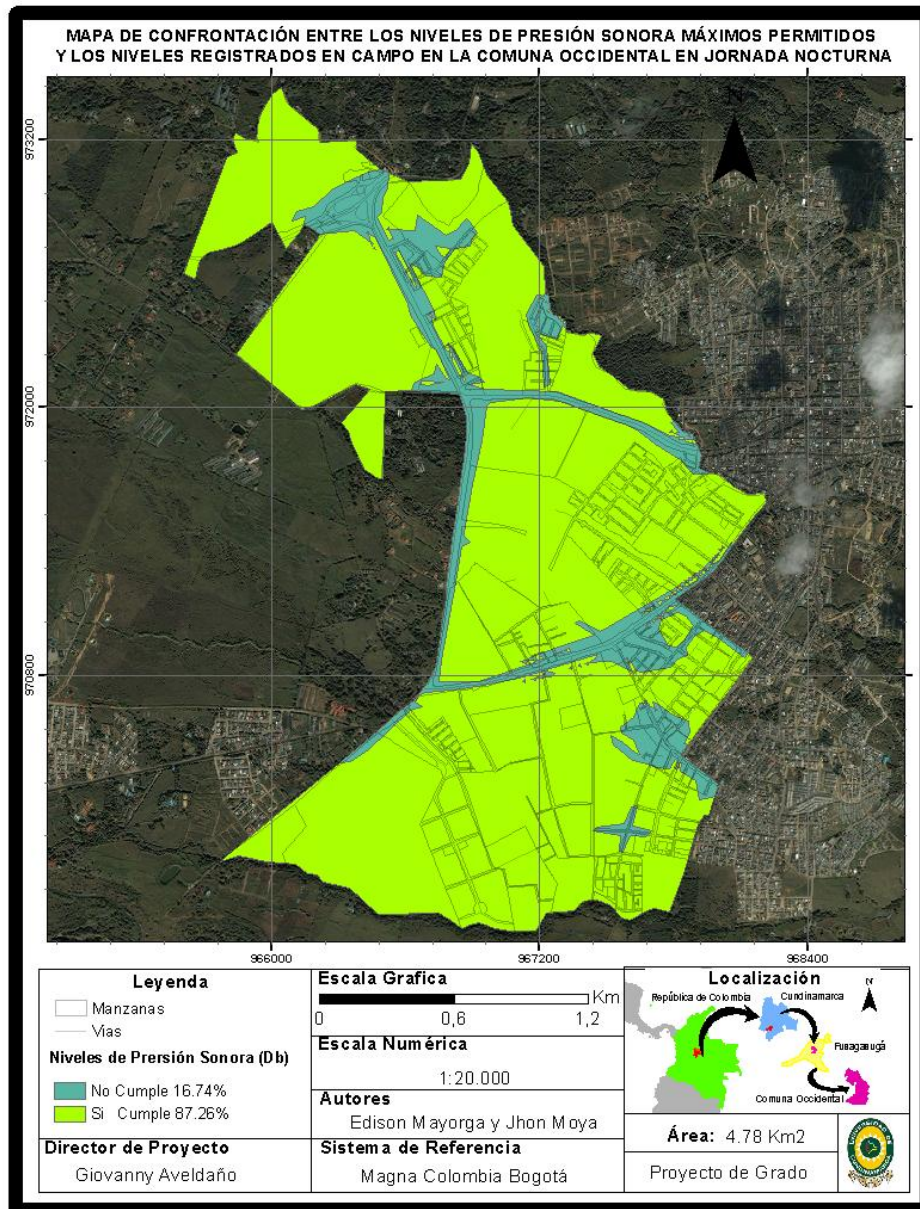 MAPA DE CONFRONTACIÓN ENTRE LOS NIVELES DE PRESIÓN SONORA MÁXIMOS PERMITIDOS
Y LOS NIVELES REGISTRADOS EN CAMPO EN LA COMUNA OCCIDENTAL EN JORNADA NOCTURNA
N
973200
972000
970800
966000
967200
968400
Leyenda
Manzanas
Vias
Niveles de Prersión Sonora (Db)
No Cumple 16.74%
Si Cumple 87.26%
Director de Proyecto
Giovanny Aveldaño
Escala Grafica
Km
0 0,6 1,2
Escala Numérica
1:20.000
Autores
Edison Mayorga y Jhon Moya
Sistema de Referencia
Magna Colombia Bogotá
Localización
República de Colombia
Cundinamarca
N
Fusagasugá
Comuna Occidental
Área: 4.78 Km2
Proyecto de Grado
UNIVERSIDAD DE
CUNDINAMARCA